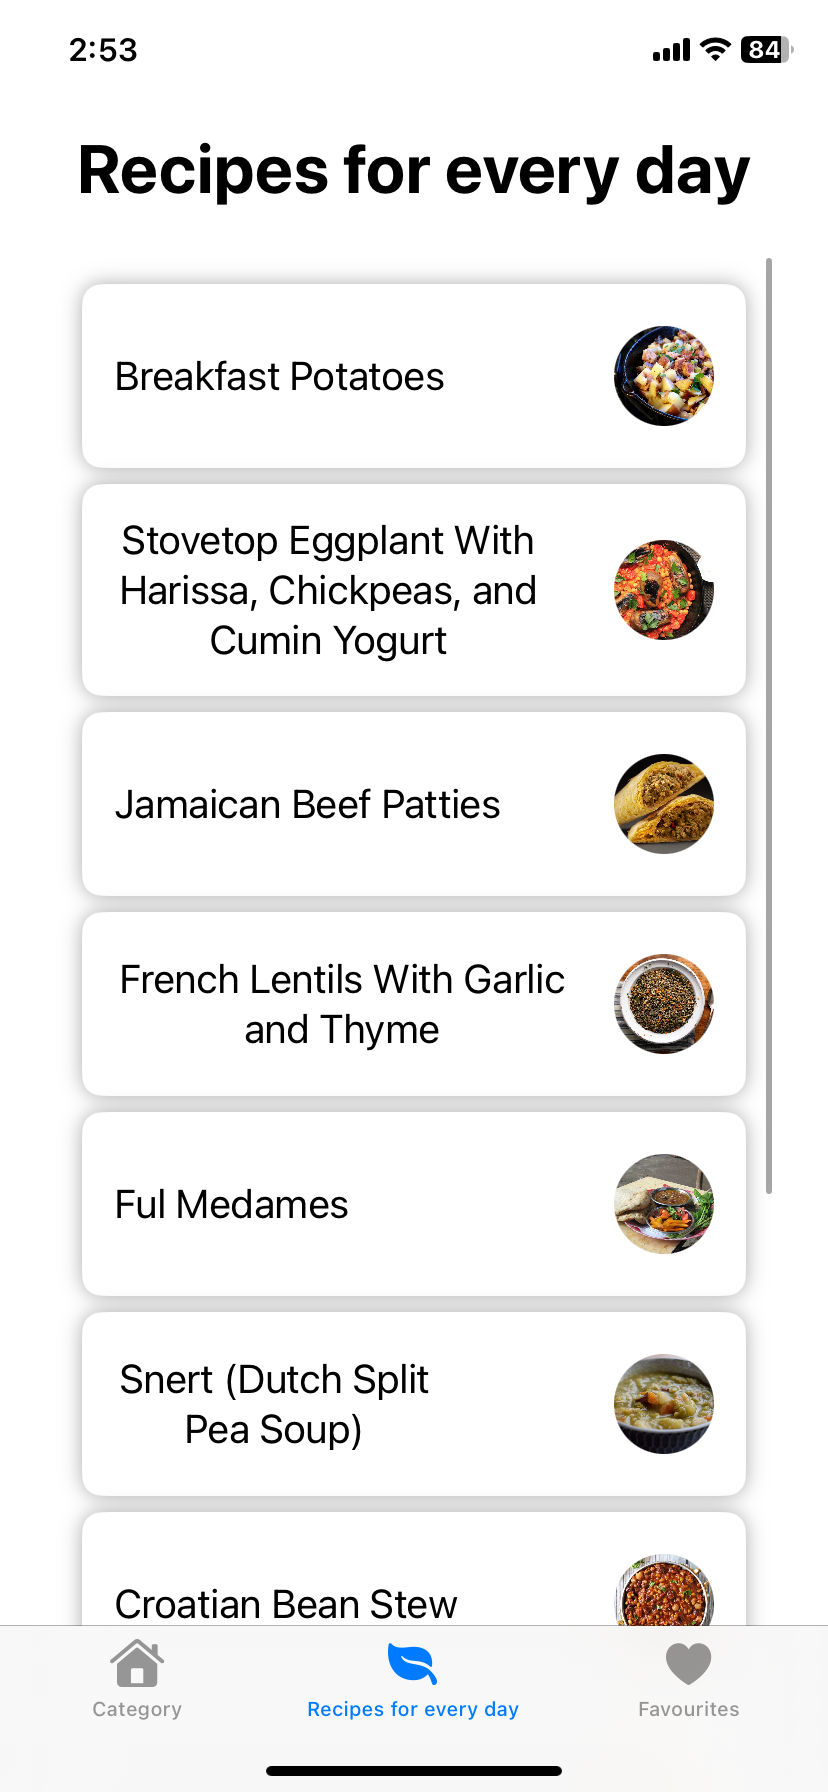 2:53
84
Recipes for every day
Breakfast Potatoes
Stovetop Eggplant With
Harissa, Chickpeas, and
Cumin Yogurt
Jamaican Beef Patties
French Lentils With Garlic
and Thyme
Ful Medames
Snert (Dutch Split
Pea Soup)
Croatian Bean Stew
Category
Recipes for every day
Favourites